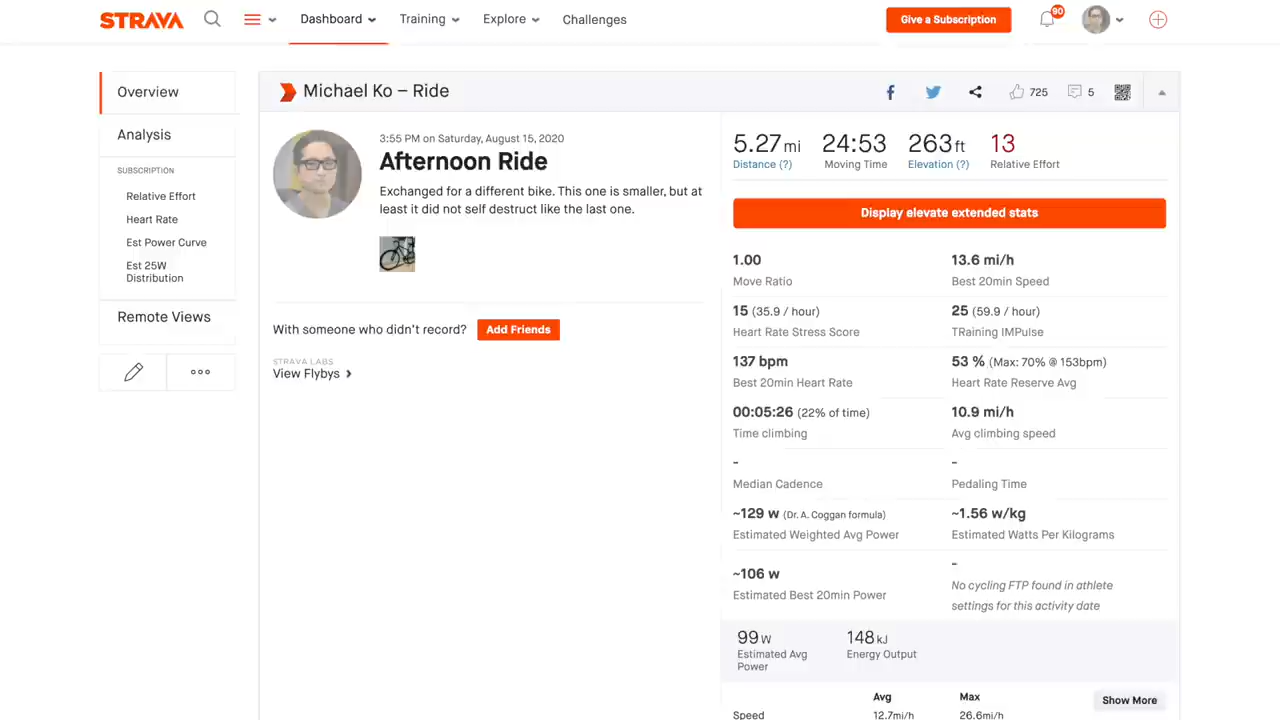 STRAVA Dashboard Training Explore Challenges Give a Subscription 90
Overview
Analysis
SUBSCRIPTION
Relative Effort
Heart Rate
Est Power Curve
Est 25W
Distribution
Remote Views
Michael Ko – Ride 725 5
3:55 PM on Saturday, August 15, 2020
Afternoon Ride
Exchanged for a different bike. This one is smaller, but at
least it did not self destruct like the last one.
With someone who didn't record? Add Friends
STRAVA LABS
View Flybys
5.27mi 24:53 263ft 13
Distance (?) Moving Time Elevation (?) Relative Effort
Display elevate extended stats
1.00 13.6 mi/h
Move Ratio Best 20min Speed
15 (35.9 / hour) 25 (59.9 / hour)
Heart Rate Stress Score TRaining IMPulse
137 bpm 53 % (Max: 70% @ 153bpm)
Best 20min Heart Rate Heart Rate Reserve Avg
00:05:26 (22% of time) 10.9 mi/h
Time climbing Avg climbing speed
- -
Median Cadence Pedaling Time
~129 w (Dr. A. Coggan formula) ~1.56 w/kg
Estimated Weighted Avg Power Estimated Watts Per Kilograms
~106 w -
Estimated Best 20min Power No cycling FTP found in athlete
settings for this activity date
99W 148kJ
Estimated Avg Energy Output
Power
Avg Max Show More
Speed 12.7mi/h 26.6mi/h